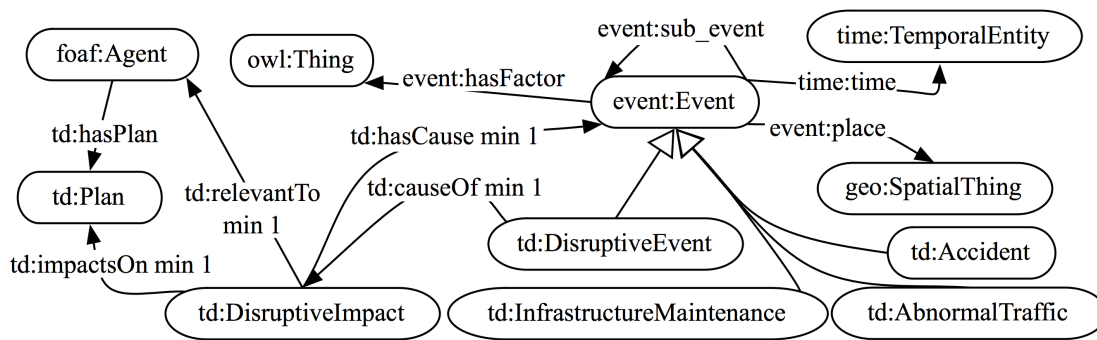 event:sub_event
foaf:Agent
time:TemporalEntity
owl:Thing
event:hasFactor
time:time
event:Event
td:hasPlan
td:hasCause min 1
event:place
td:Plan
td:relevantTo
min 1
td:causeOf min 1
geo:SpatialThing
td:DisruptiveEvent
td:Accident
td:impactsOn min 1
td:DisruptiveImpact
td:InfrastructureMaintenance
td:AbnormalTraffic